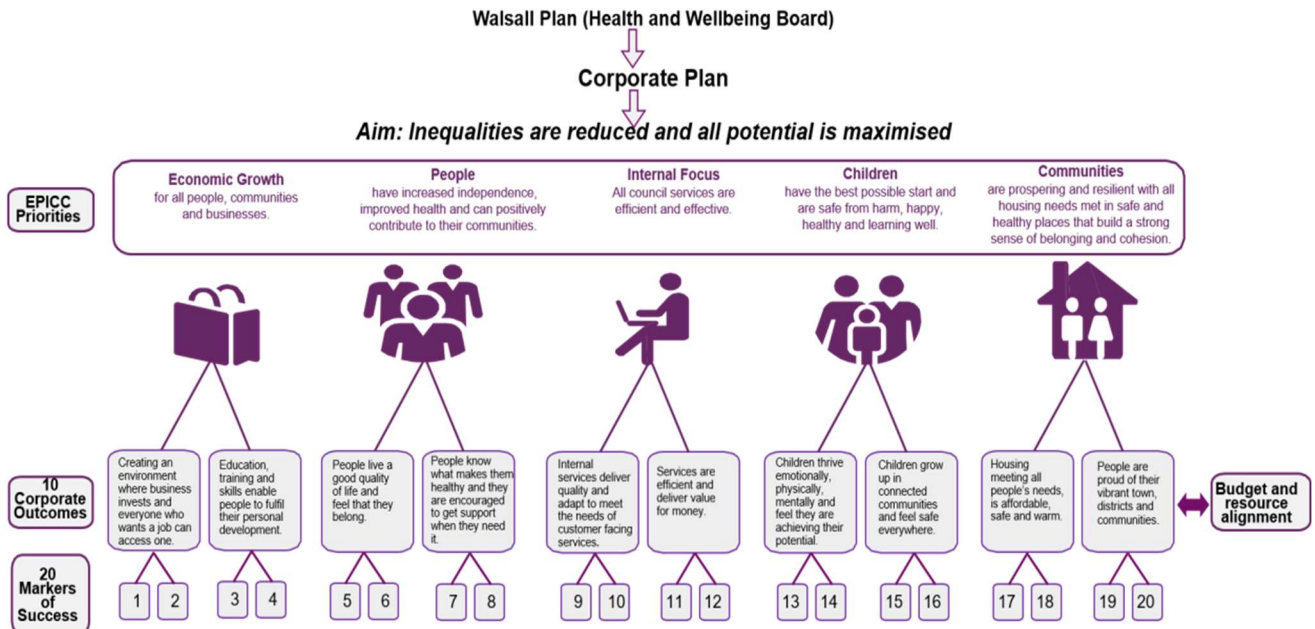 Walsall Plan (Health and Wellbeing Board)
Corporate Plan
Aim: Inequalities are reduced and all potential is maximised
EPICC
Priorities
Economic Growth
for all people, communities
and businesses.
People
have increased independence,
improved health and can positively
contribute to their communities.
Internal Focus
All council services are
efficient and effective.
Children
have the best possible start and
are safe from harm, happy,
healthy and learning well.
Communities
are prospering and resilient with all
housing needs met in safe and
healthy places that build a strong
sense of belonging and cohesion.
10
Corporate
Outcomes
Creating an
environment
where business
invests and
everyone who
wants a job can
access one.
Education,
training and
skills enable
people to fulfil
their personal
development.
People live a
good quality
of life and
feel that they
belong.
People know
what makes them
healthy and they
are encouraged
to get support
when they need
it.
Internal
services deliver
quality and
adapt to meet
the needs of
customer facing
services.
Services are
efficient and
deliver value
for money.
Children thrive
emotionally,
physically,
mentally and
feel they are
achieving their
potential.
Children grow
up in
connected
communities
and feel safe
everywhere.
Housing
meeting all
people's needs,
is affordable,
safe and warm.
People are
proud of their
vibrant town,
districts and
communities.
Budget and
resource
alignment
20
Markers
of
Success
1 2 3 4 5 6 7 8 9 10 11 12 13 14 15 16 17 18 19 20